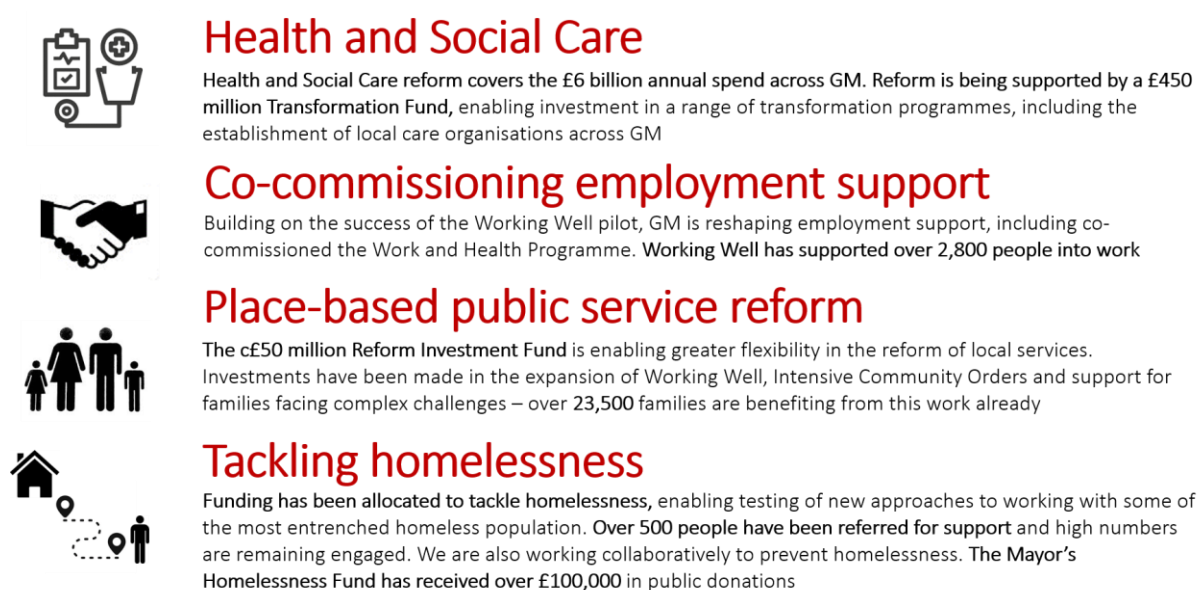 Health and Social Care
Health and Social Care reform covers the £6 billion annual spend across GM. Reform is being supported by a £450
million Transformation Fund, enabling investment in a range of transformation programmes, including the
establishment of local care organisations across GM
Co-commissioning employment support
Building on the success of the Working Well pilot, GM is reshaping employment support, including co-
commissioned the Work and Health Programme. Working Well has supported over 2,800 people into work
Place-based public service reform
The c£50 million Reform Investment Fund is enabling greater flexibility in the reform of local services.
Investments have been made in the expansion of Working Well, Intensive Community Orders and support for
families facing complex challenges – over 23,500 families are benefiting from this work already
Tackling homelessness
Funding has been allocated to tackle homelessness, enabling testing of new approaches to working with some of
the most entrenched homeless population. Over 500 people have been referred for support and high numbers
are remaining engaged. We are also working collaboratively to prevent homelessness. The Mayor’s
Homelessness Fund has received over £100,000 in public donations